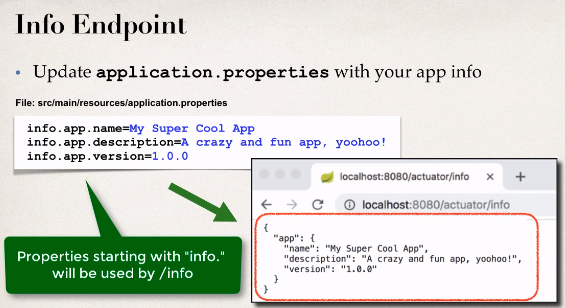 Info Endpoint
• Update application.properties with your app info
File: src/main/resources/application.properties
info.app.name=My Super Cool App
info.app.description=A crazy and fun app, yoohoo!
info.app.version=1.0.0
localhost:8080/actuator/info
localhost:8080/actuator/info
{
"app": {
"name": "My Super Cool App",
"description": "A crazy and fun app, yoohoo!",
"version": "1.0.0"
}
}
Properties starting with "info."
will be used by /info